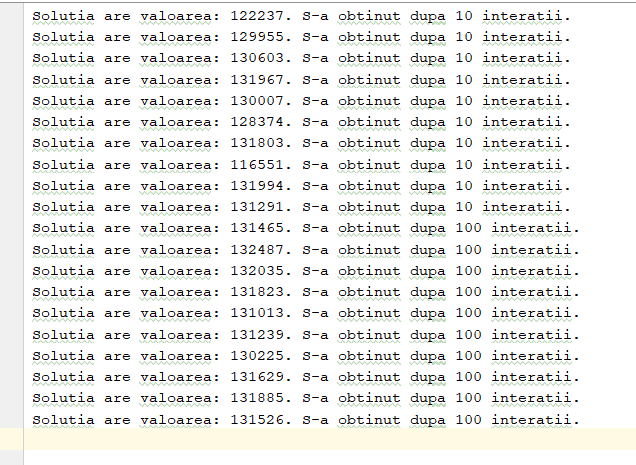 Solutia are valoarea: 122237. S-a obtinut dupa 10 interatii.
Solutia are valoarea: 129955. S-a obtinut dupa 10 interatii.
Solutia are valoarea: 130603. S-a obtinut dupa 10 interatii.
Solutia are valoarea: 131967. S-a obtinut dupa 10 interatii.
Solutia are valoarea: 130007. S-a obtinut dupa 10 interatii.
Solutia are valoarea: 128374. S-a obtinut dupa 10 interatii.
Solutia are valoarea: 131803. S-a obtinut dupa 10 interatii.
Solutia are valoarea: 116551. S-a obtinut dupa 10 interatii.
Solutia are valoarea: 131994. S-a obtinut dupa 10 interatii.
Solutia are valoarea: 131291. S-a obtinut dupa 10 interatii.
Solutia are valoarea: 131465. S-a obtinut dupa 100 interatii.
Solutia are valoarea: 132487. S-a obtinut dupa 100 interatii.
Solutia are valoarea: 132035. S-a obtinut dupa 100 interatii.
Solutia are valoarea: 131823. S-a obtinut dupa 100 interatii.
Solutia are valoarea: 131013. S-a obtinut dupa 100 interatii.
Solutia are valoarea: 131239. S-a obtinut dupa 100 interatii.
Solutia are valoarea: 130225. S-a obtinut dupa 100 interatii.
Solutia are valoarea: 131629. S-a obtinut dupa 100 interatii.
Solutia are valoarea: 131885. S-a obtinut dupa 100 interatii.
Solutia are valoarea: 131526. S-a obtinut dupa 100 interatii.